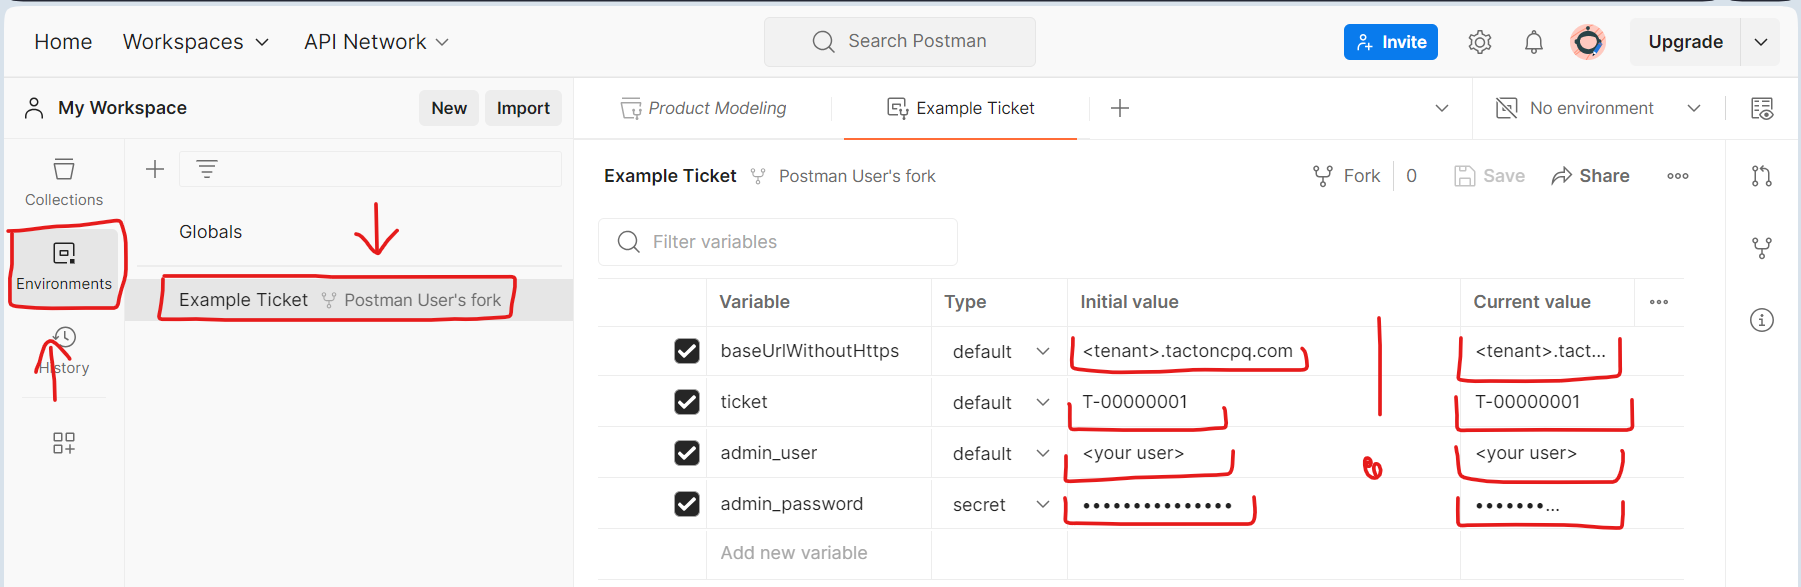 Home Workspaces API Network Search Postman Invite Upgrade
My Workspace New Import Product Modeling Example Ticket No environment
Collections
Environments
History
Globals
Example Ticket Postman User's fork
Example Ticket Postman User's fork Fork 0 Save Share
Filter variables
Variable Type Initial value Current value
baseUrlWithoutHttps default <tenant>.tactoncpq.com <tenant>.tact...
ticket default T-00000001 T-00000001
admin_user default <your user> <your user>
admin_password secret ••••••••••••••• •••••••...
Add new variable